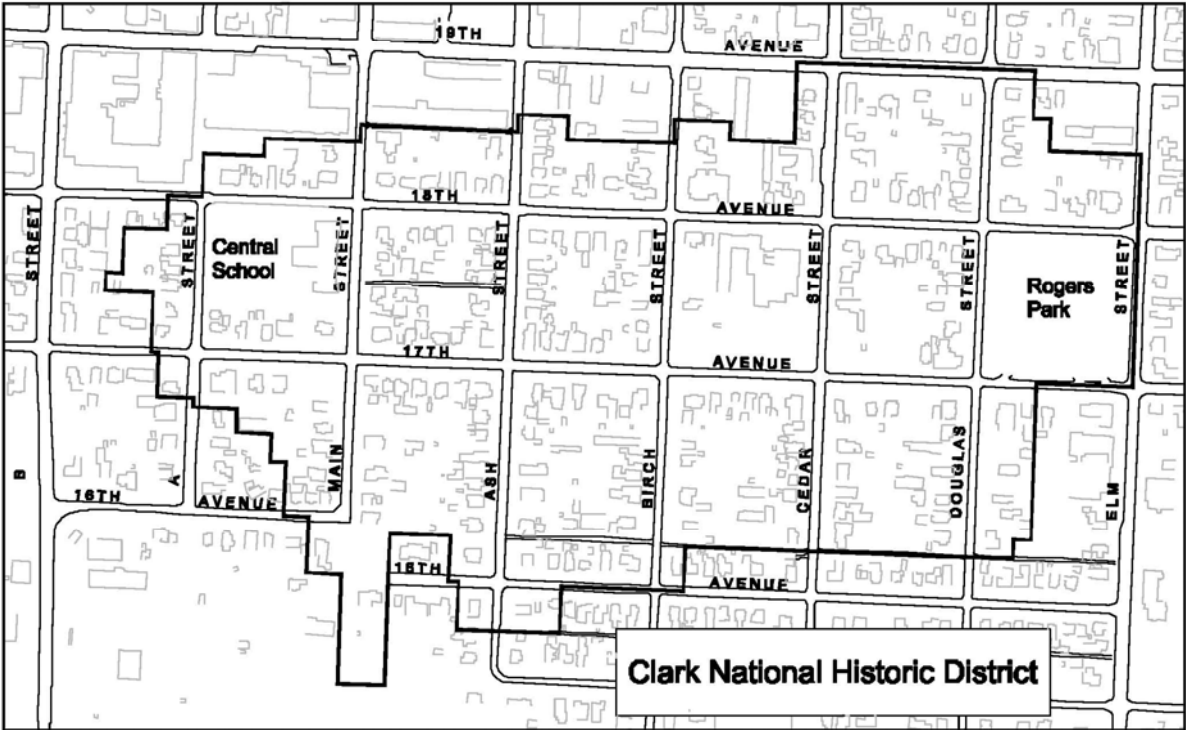 19TH
AVENUE
18TH
AVENUE
STREET
STREET
Central
School
STREET
STREET
STREET
STREET
STREET
Rogers
Park
STREET
17TH
AVENUE
B
16TH
A
AVENUE
MAIN
ASH
BIRCH
CEDAR
DOUGLAS
ELM
16TH
AVENUE
Clark National Historic District